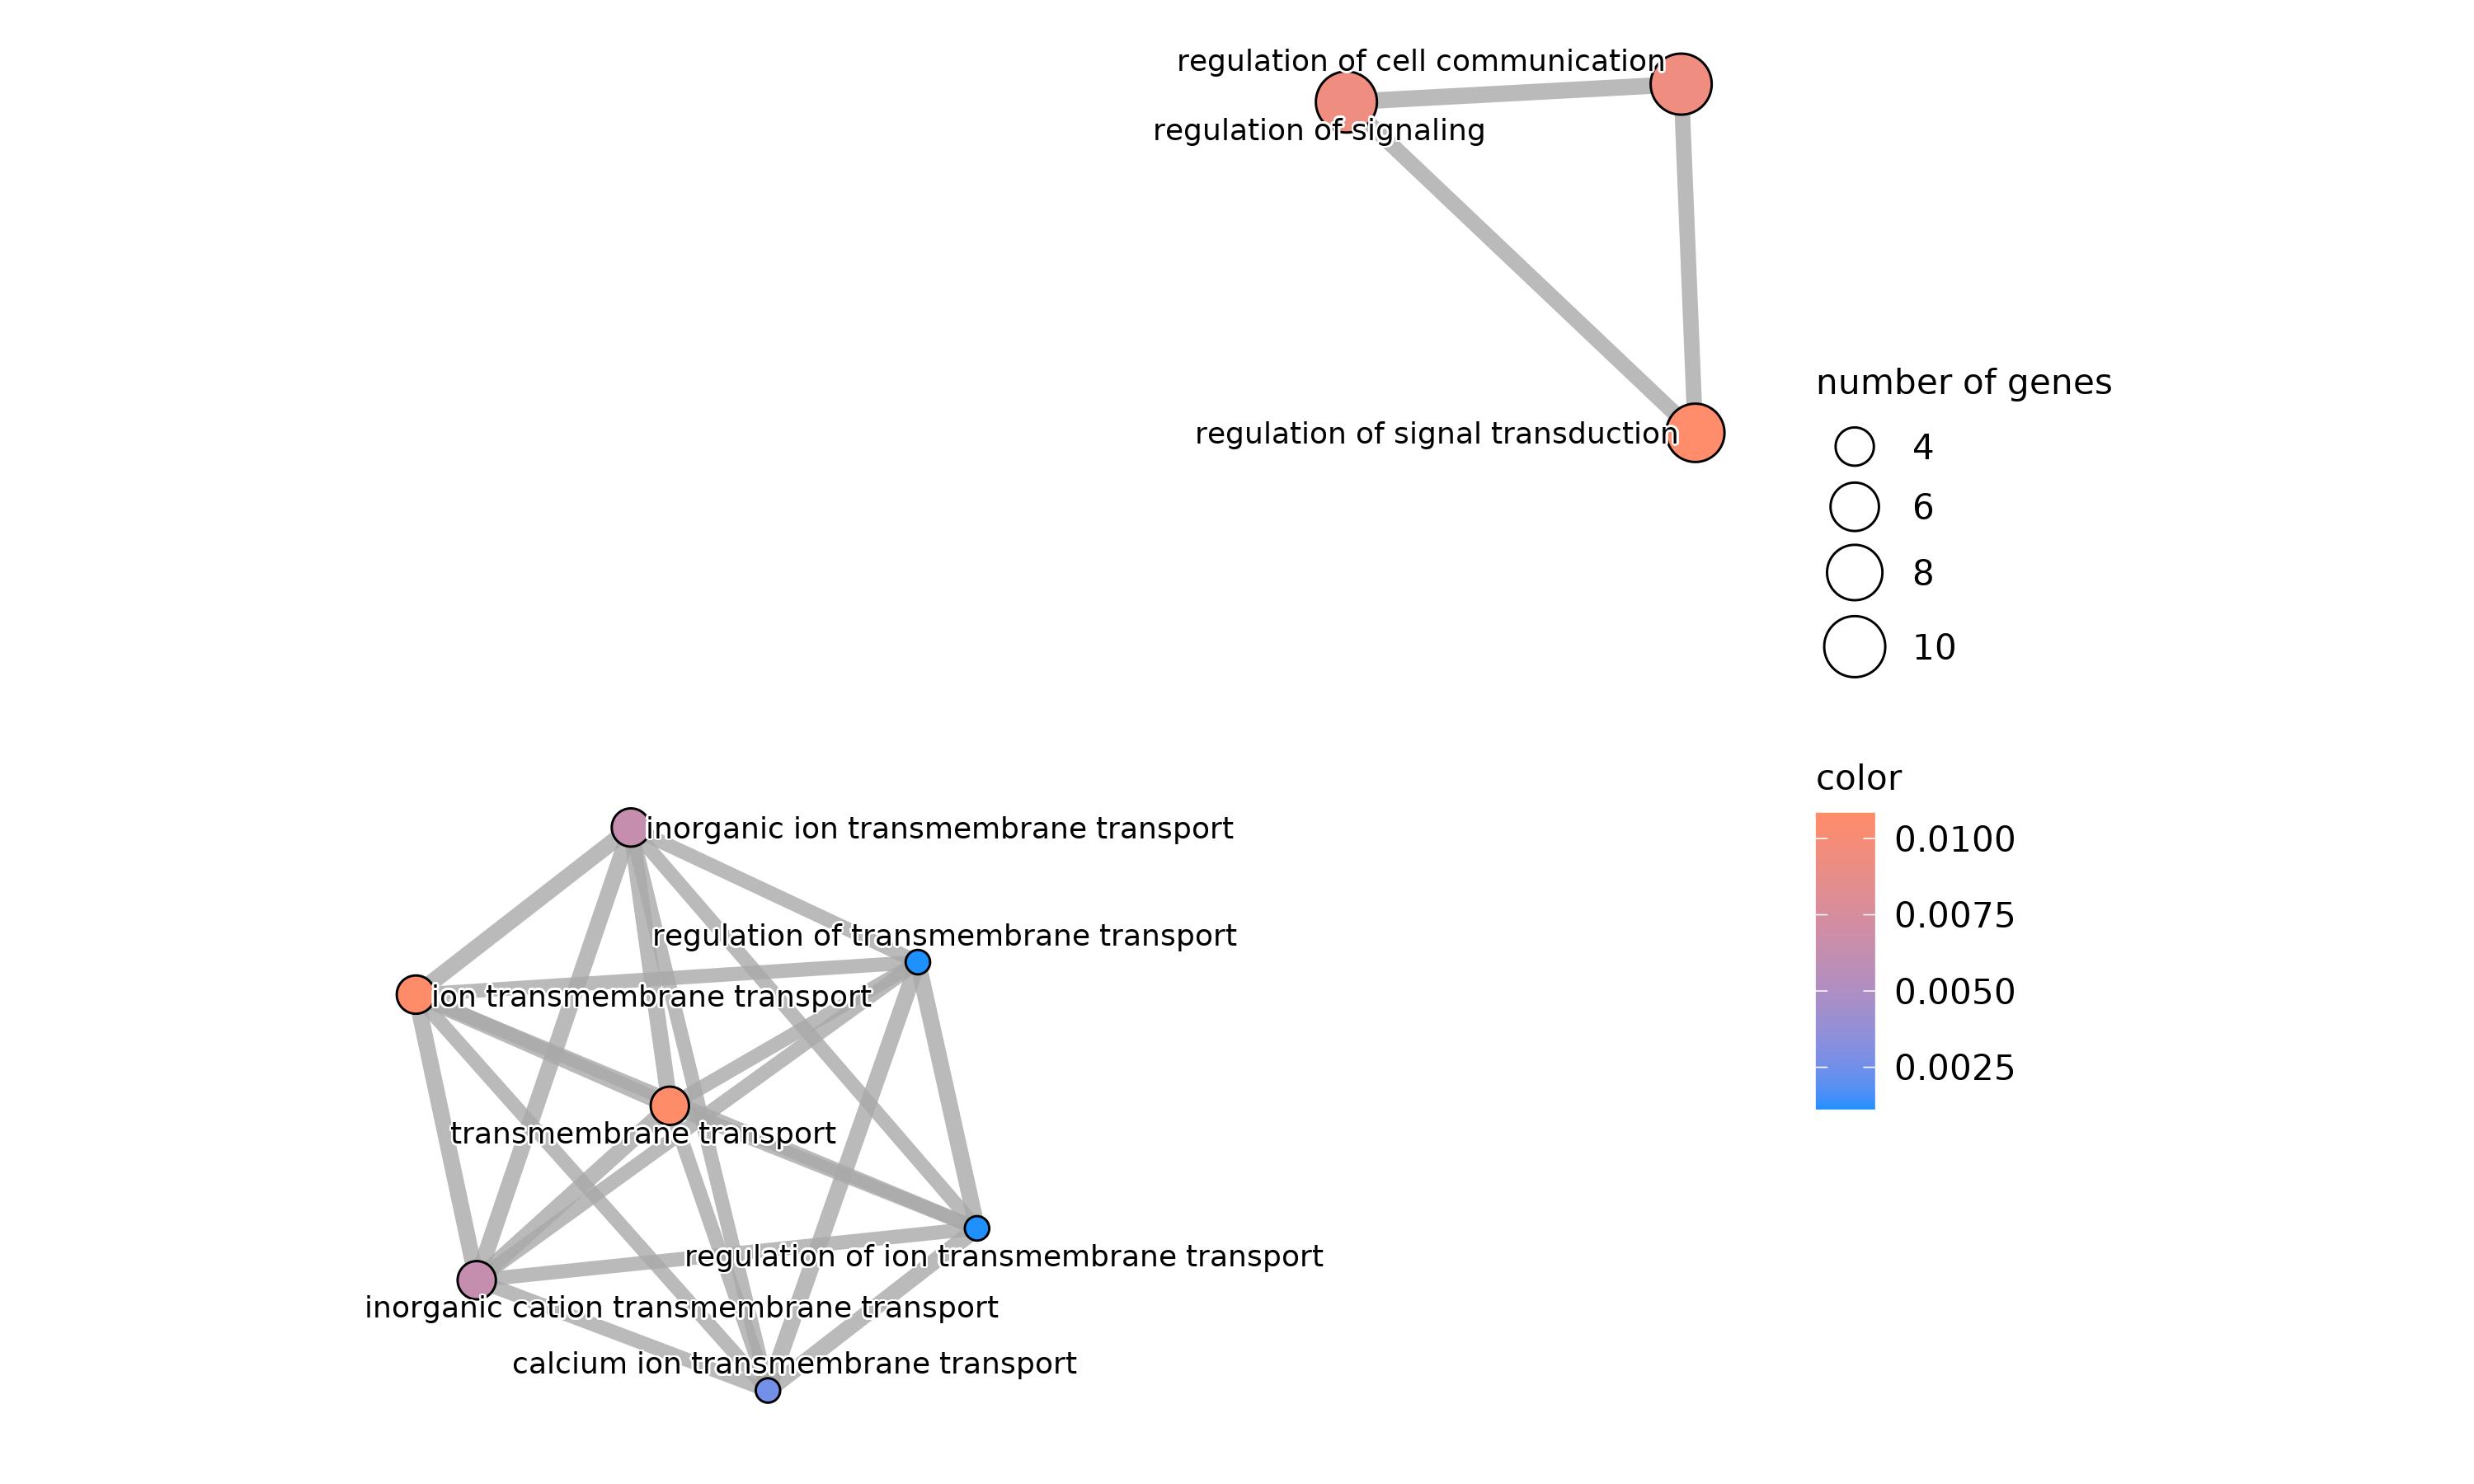 regulation of cell communication
regulation of signaling
regulation of signal transduction
number of genes
4
6
8
10
color
0.0100
0.0075
0.0050
0.0025
inorganic ion transmembrane transport
regulation of transmembrane transport
ion transmembrane transport
transmembrane transport
regulation of ion transmembrane transport
inorganic cation transmembrane transport
calcium ion transmembrane transport